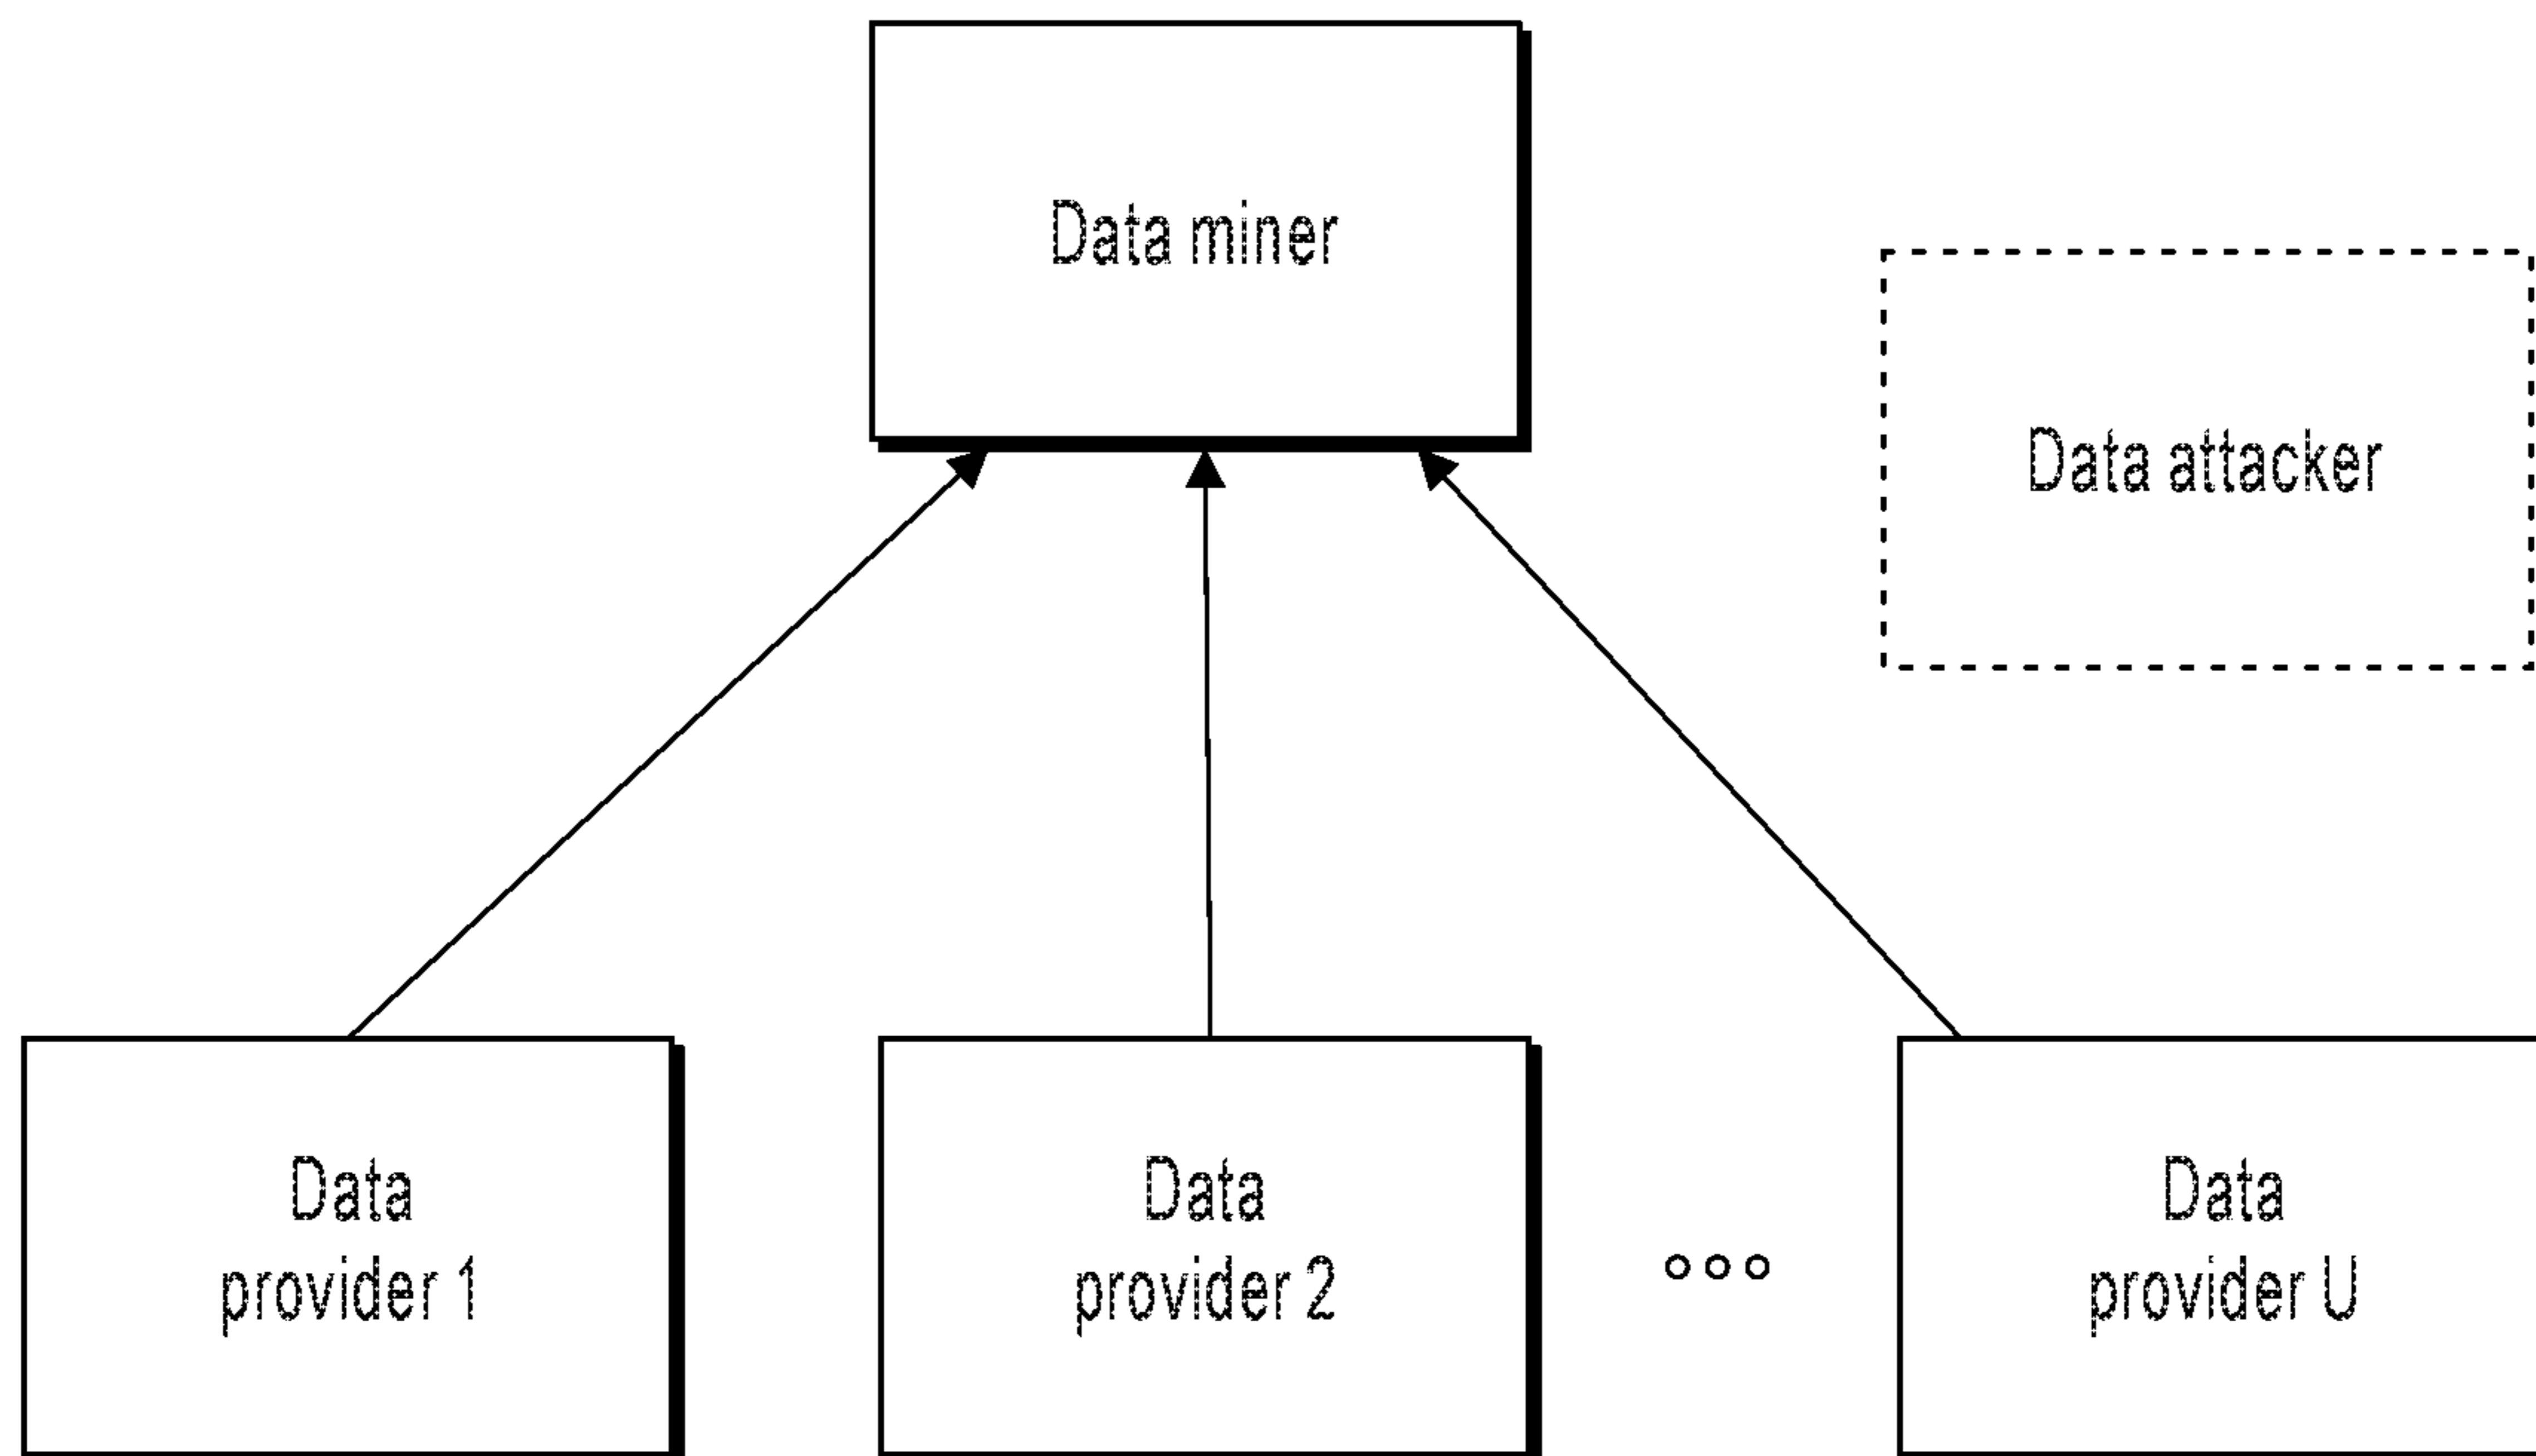 Data miner
Data attacker
Data
provider 1
Data
provider 2
Data
provider U